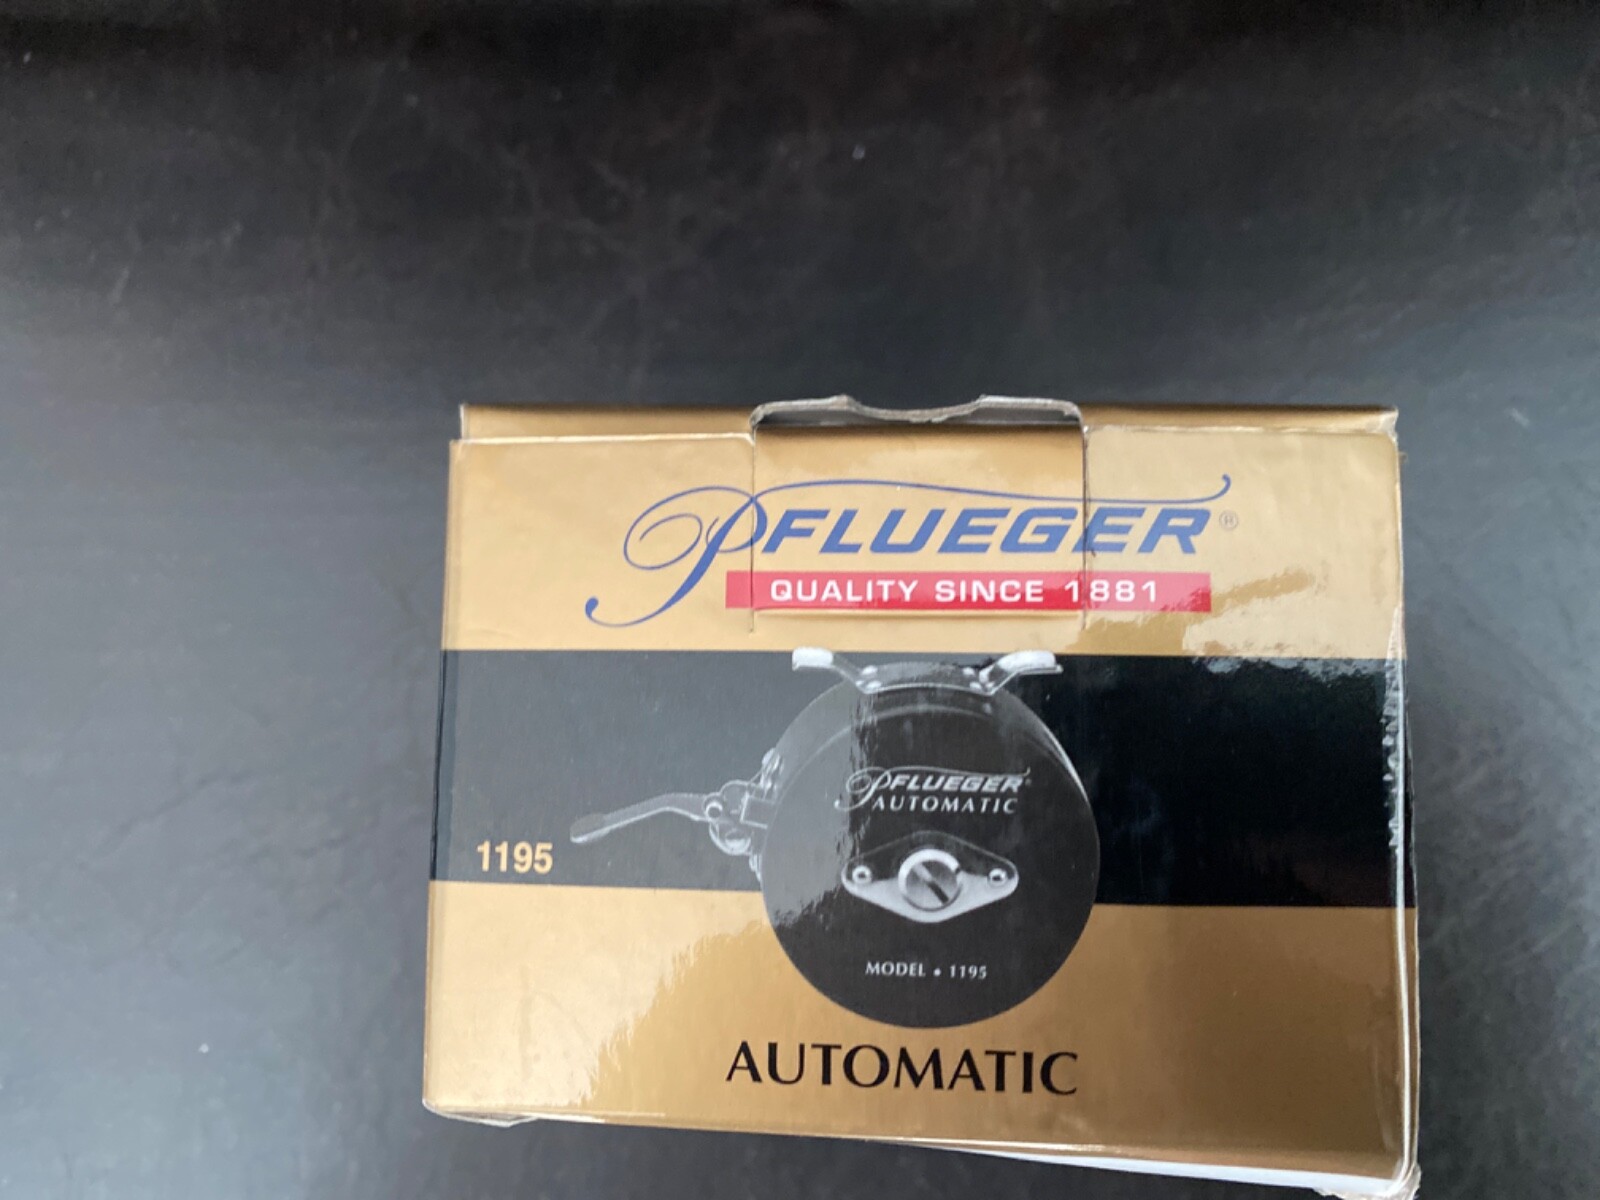 PFLUEGER®
QUALITY SINCE 1881
PFLUEGER®
AUTOMATIC
1195
MODEL • 1195
AUTOMATIC